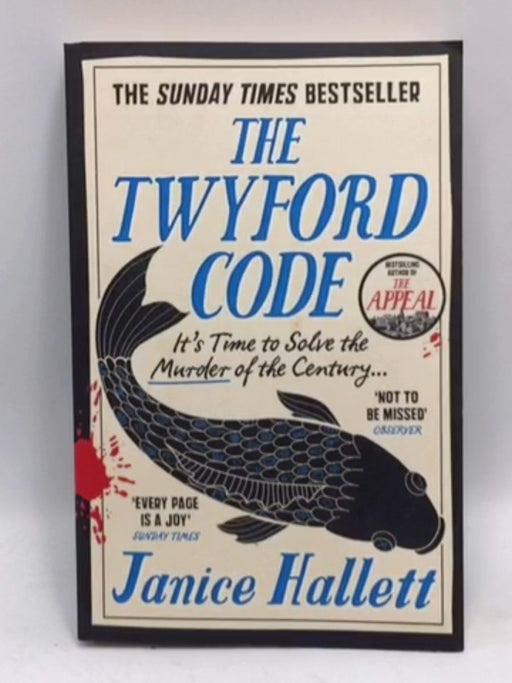 THE SUNDAY TIMES BESTSELLER
THE
TWYFORD
CODE
BESTSELLING
AUTHOR OF
THE
APPEAL
It's Time to Solve the
Murder of the Century...
'NOT TO
BE MISSED'
OBSERVER
'EVERY PAGE
IS A JOY'
SUNDAY TIMES
Janice Hallett